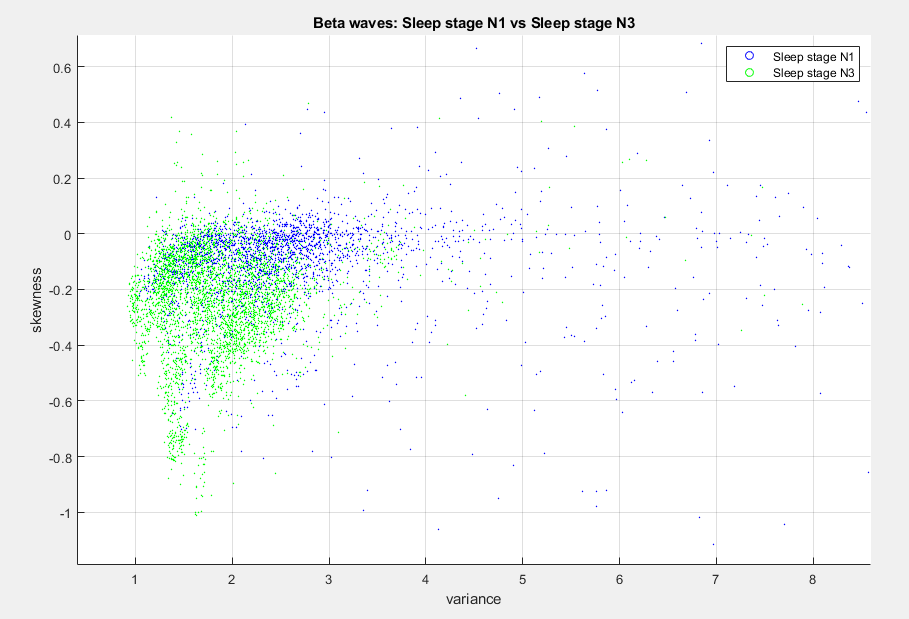 Beta waves: Sleep stage N1 vs Sleep stage N3
Sleep stage N1
Sleep stage N3
0.6
0.4
0.2
0
-0.2
-0.4
-0.6
-0.8
-1
skewness
1 2 3 4 5 6 7 8
variance